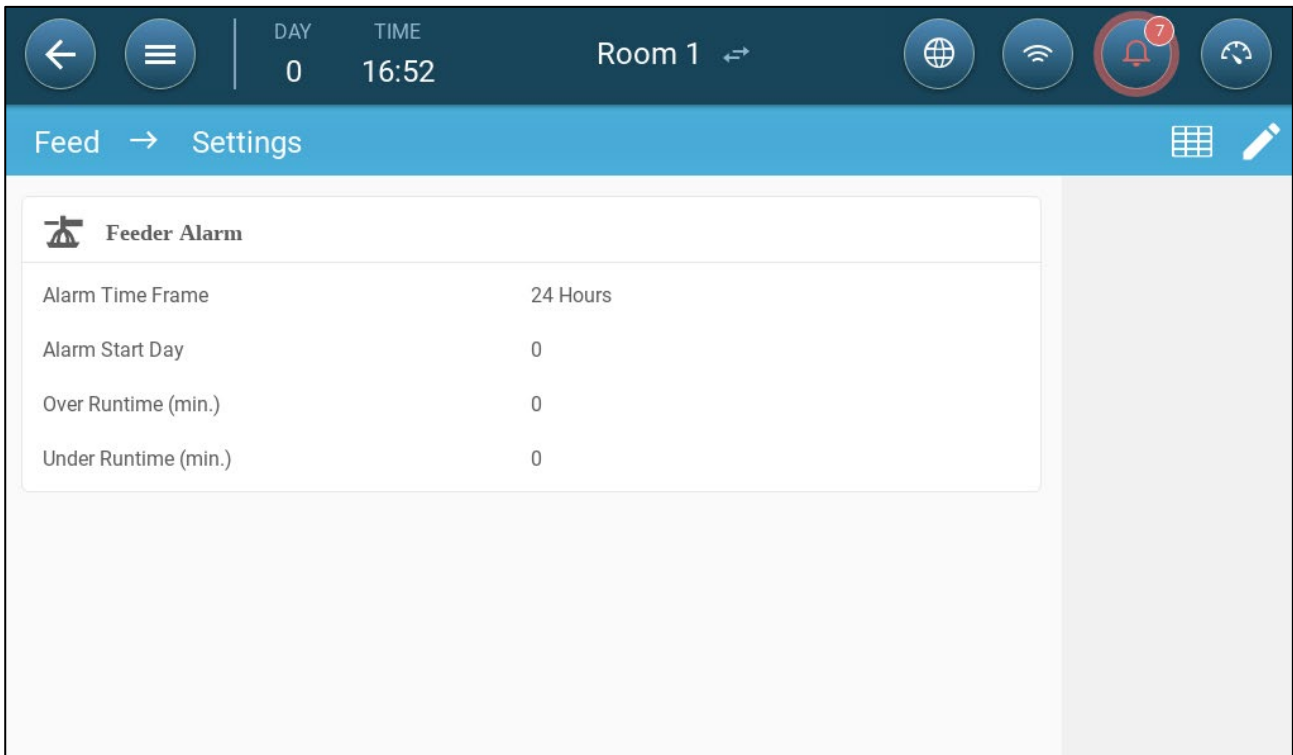 DAY TIME
0 16:52
Room 1
7
Feed → Settings
Feeder Alarm
Alarm Time Frame 24 Hours
Alarm Start Day 0
Over Runtime (min.) 0
Under Runtime (min.) 0